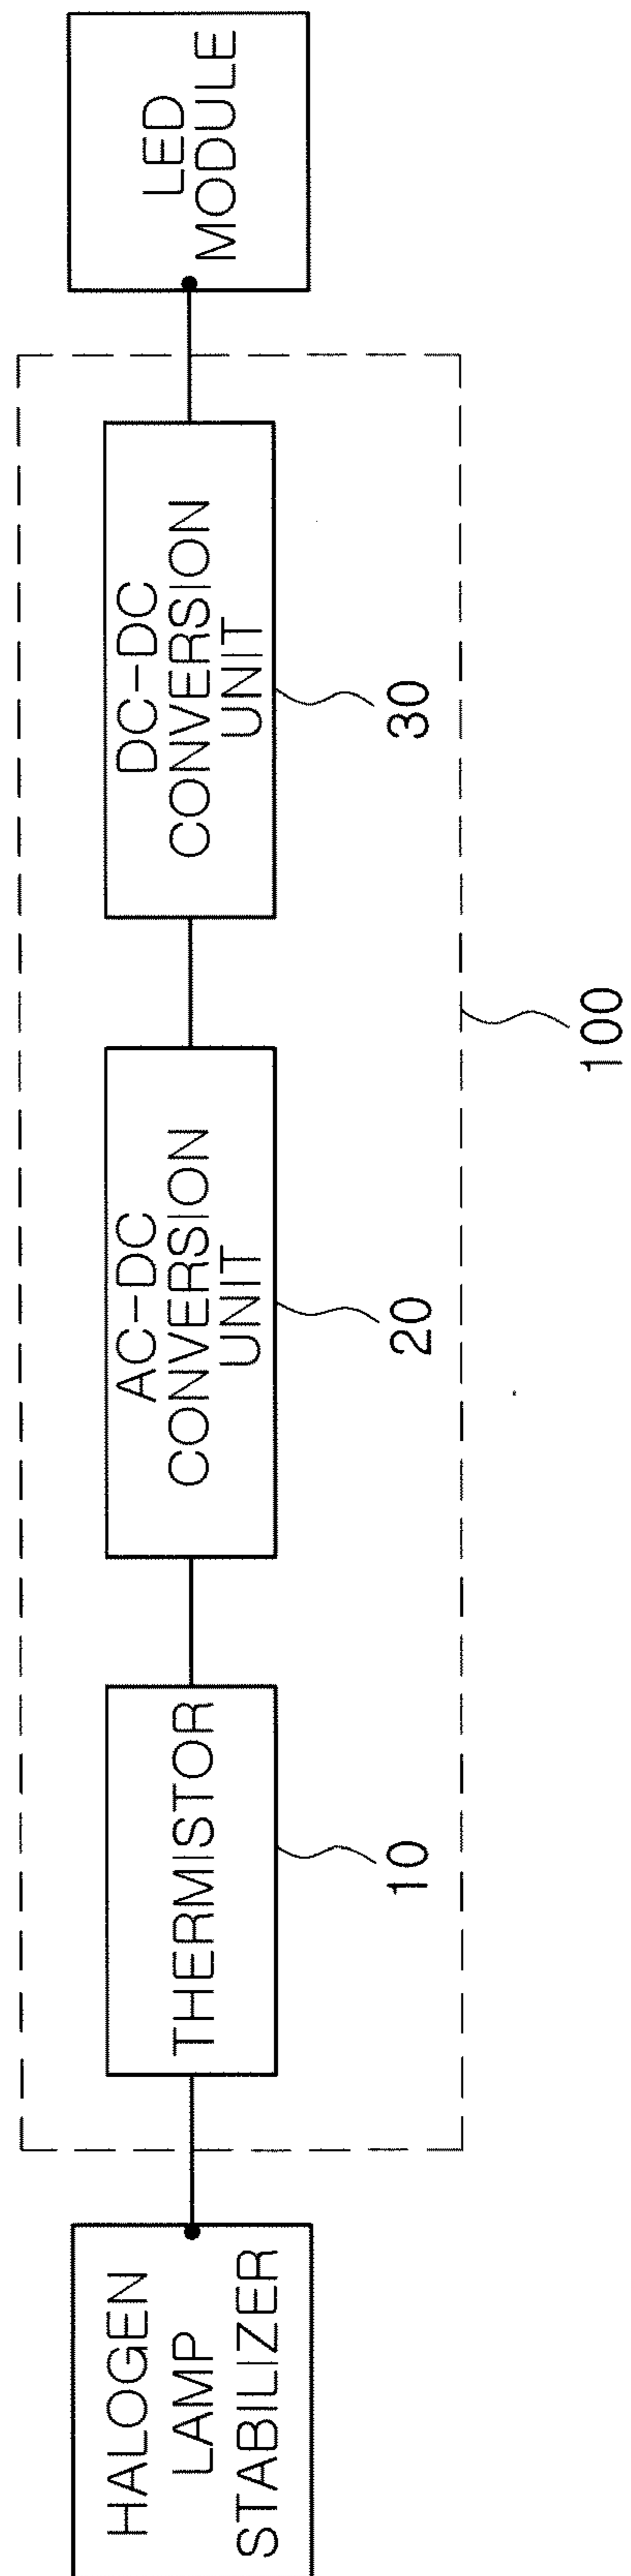 HALOGEN
LAMP
STABILIZER
THERMISTOR
10
AC-DC
CONVERSION
UNIT
20
DC-DC
CONVERSION
UNIT
30
100
LED
MODULE